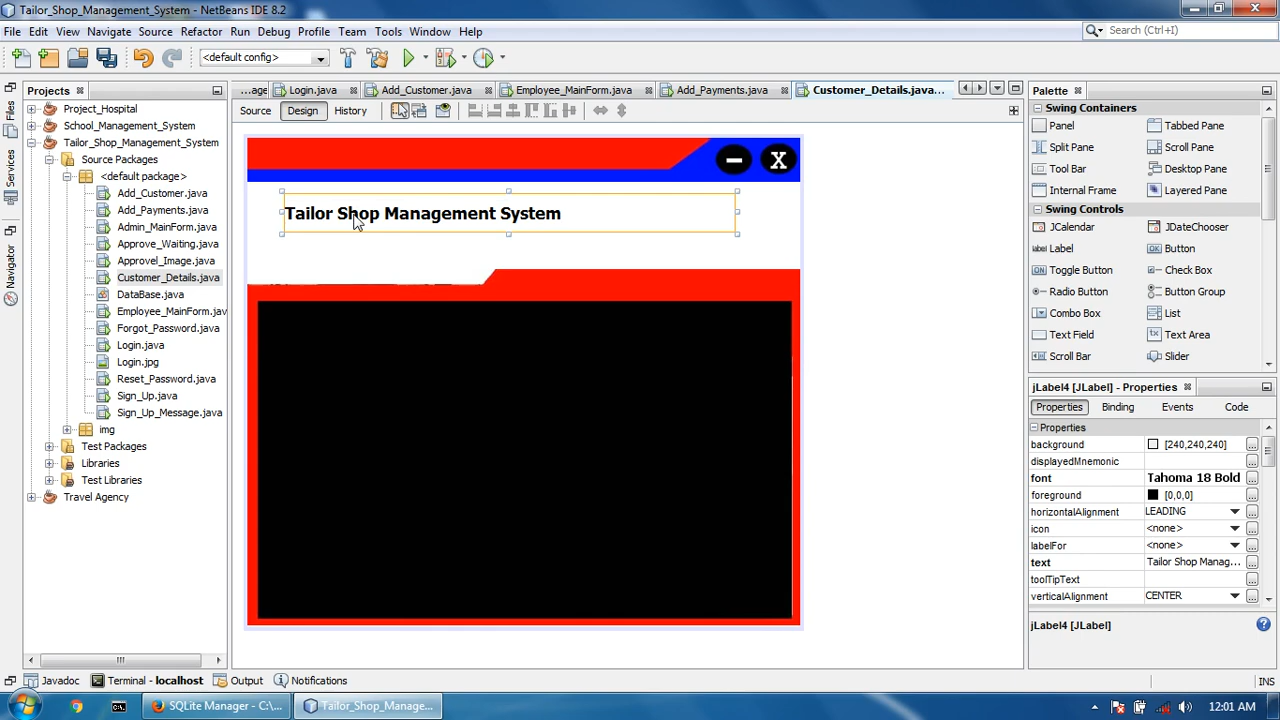 Tailor_Shop_Management_System - NetBeans IDE 8.2
File Edit View Navigate Source Refactor Run Debug Profile Team Tools Window Help
Search (Ctrl+I)
<default config>
Projects
...age
Login.java
Add_Customer.java
Employee_MainForm.java
Add_Payments.java
Customer_Details.java...
Source Design History
Files
Services
Navigator
Project_Hospital
School_Management_System
Tailor_Shop_Management_System
Source Packages
<default package>
Add_Customer.java
Add_Payments.java
Admin_MainForm.java
Approve_Waiting.java
Approvel_Image.java
Customer_Details.java
DataBase.java
Employee_MainForm.jav
Forgot_Password.java
Login.java
Login.jpg
Reset_Password.java
Sign_Up.java
Sign_Up_Message.java
img
Test Packages
Libraries
Test Libraries
Travel Agency
X
Tailor Shop Management System
Palette
Swing Containers
Panel Tabbed Pane
Split Pane Scroll Pane
Tool Bar Desktop Pane
Internal Frame Layered Pane
Swing Controls
JCalendar JDateChooser
Label Button
Toggle Button Check Box
Radio Button Button Group
Combo Box List
Text Field Text Area
Scroll Bar Slider
jLabel4 [JLabel] - Properties
Properties Binding Events Code
Properties
background [240,240,240] ...
displayedMnemonic ...
font Tahoma 18 Bold ...
foreground [0,0,0] ...
horizontalAlignment LEADING ...
icon <none> ...
labelFor <none> ...
text Tailor Shop Manag... ...
toolTipText ...
verticalAlignment CENTER ...
jLabel4 [JLabel]
Javadoc Terminal - localhost Output Notifications
INS
SQLite Manager - C:\...
Tailor_Shop_Manage...
12:01 AM